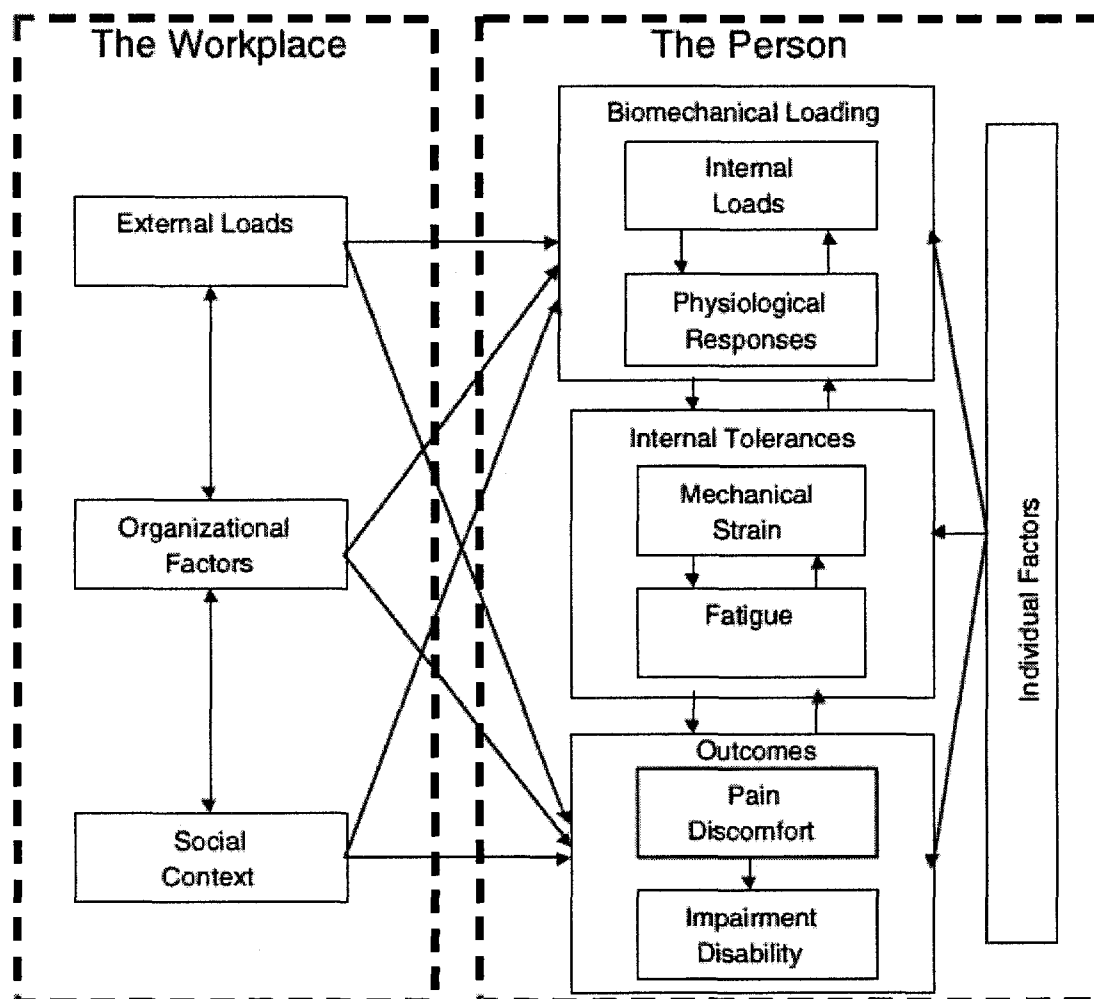 The Workplace
External Loads
Organizational
Factors
Social
Context
The Person
Biomechanical Loading
Internal
Loads
Physiological
Responses
Internal Tolerances
Mechanical
Strain
Fatigue
Outcomes
Pain
Discomfort
Impairment
Disability
Individual Factors